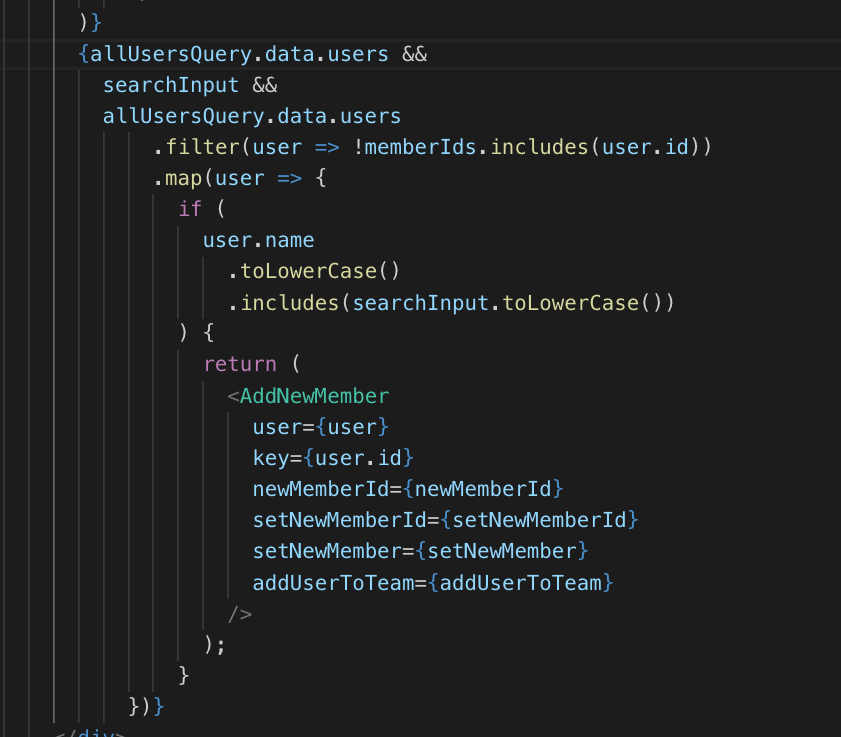 )}
{allUsersQuery.data.users &&
searchInput &&
allUsersQuery.data.users
.filter(user => !memberIds.includes(user.id))
.map(user => {
if (
user.name
.toLowerCase()
.includes(searchInput.toLowerCase())
) {
return (
<AddNewMember
user={user}
key={user.id}
newMemberId={newMemberId}
setNewMemberId={setNewMemberId}
setNewMember={setNewMember}
addUserToTeam={addUserToTeam}
/>
);
}
})}
</div>